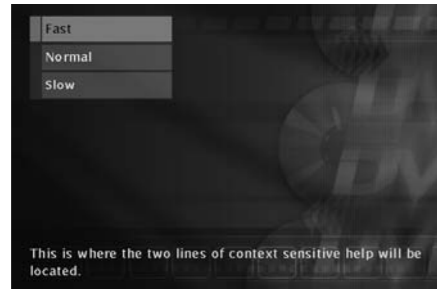 Fast
Normal
Slow
This is where the two lines of context sensitive help will be
located.